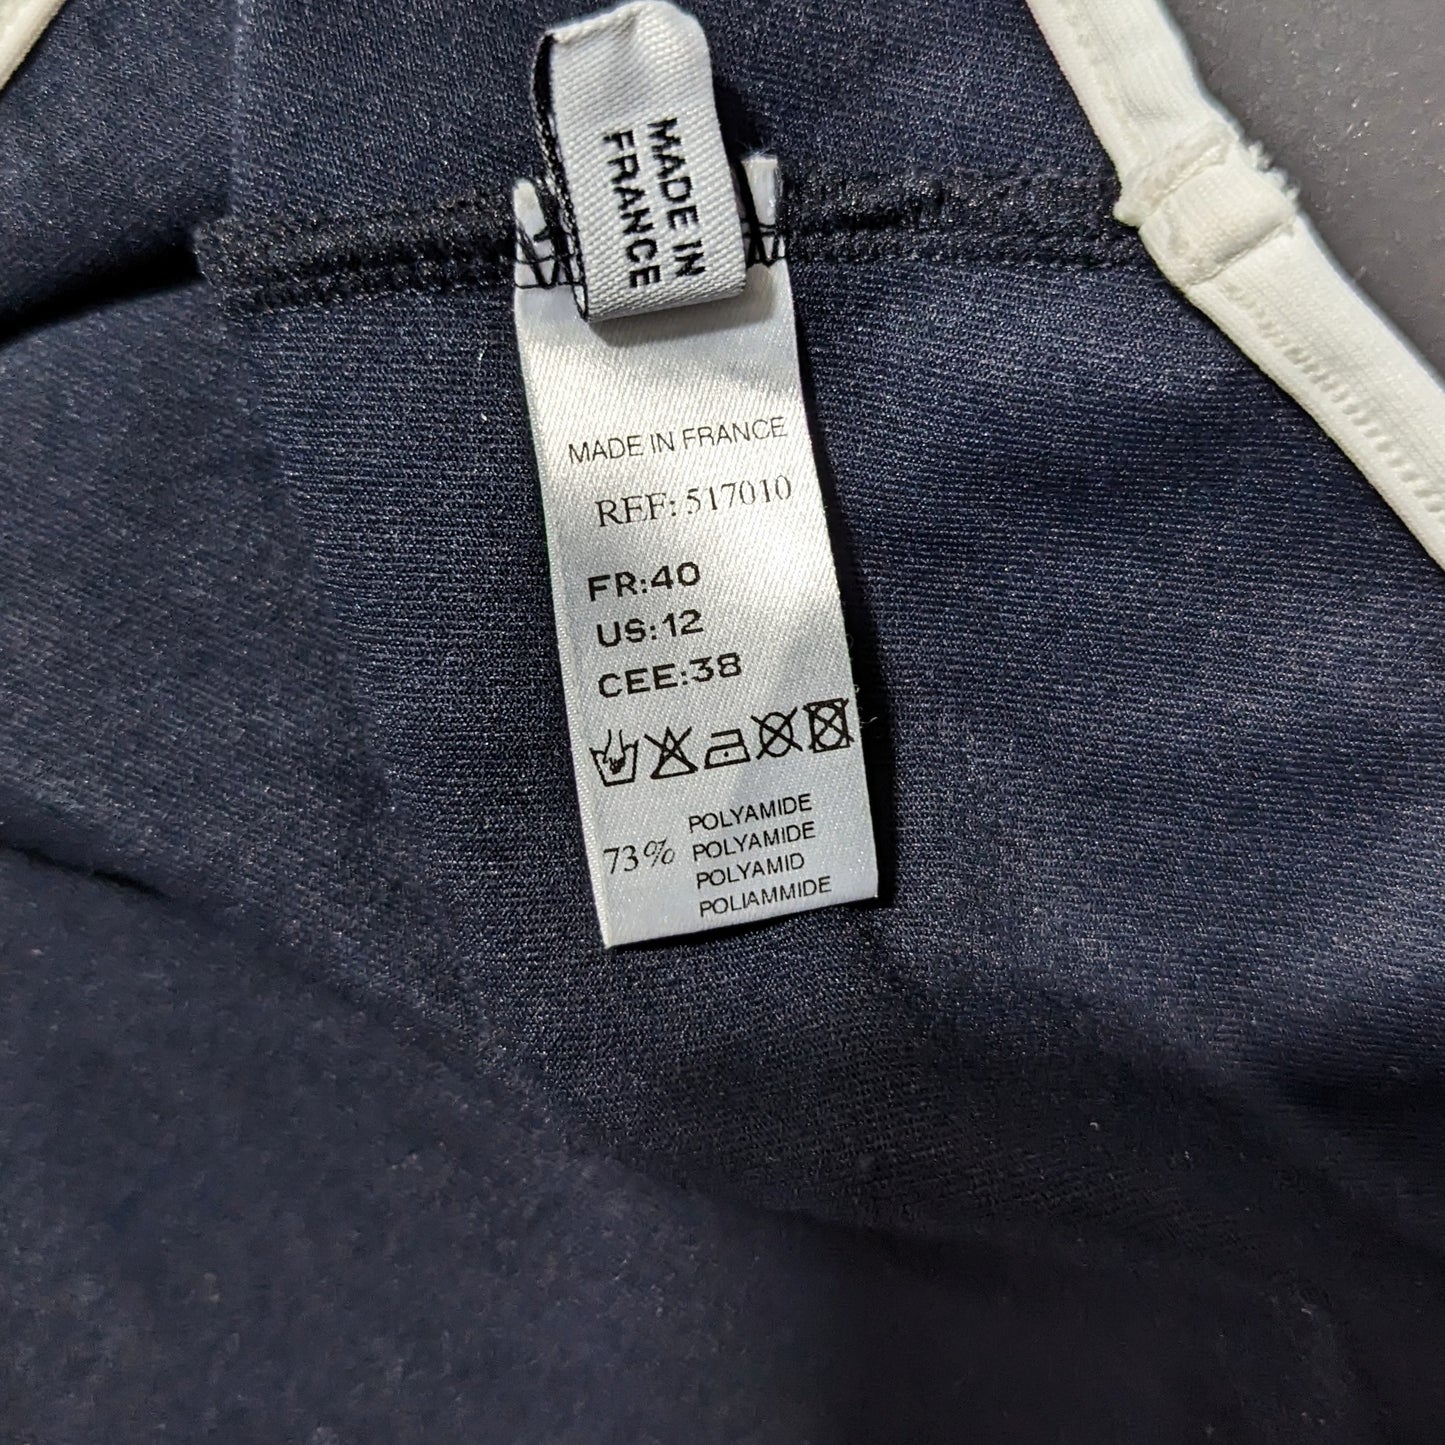 MADE IN
FRANCE
MADE IN FRANCE
REF: 517010
FR:40
US:12
CEE:38
73%
POLYAMIDE
POLYAMIDE
POLYAMID
POLIAMMIDE